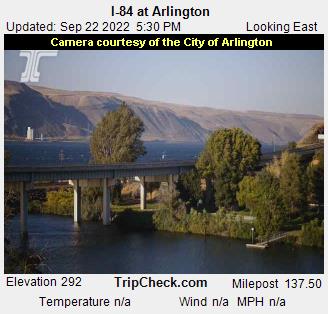 I-84 at Arlington
Updated: Sep 22 2022 5:30 PM Looking East
Camera courtesy of the City of Arlington
Elevation 292 TripCheck.com Milepost 137.50
Temperature n/a Wind n/a MPH n/a